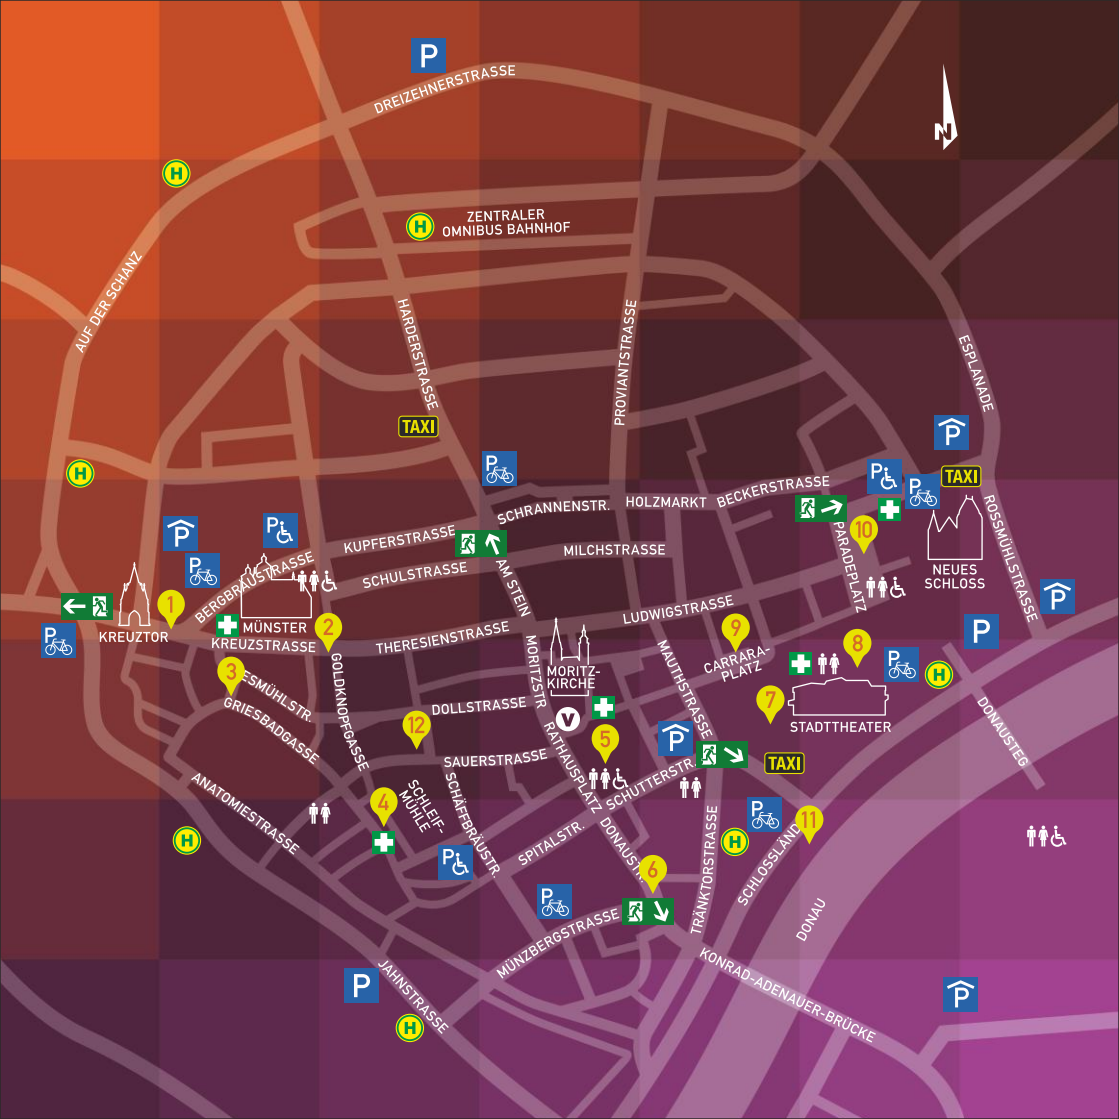 P
DREIZEHNERSTRASSE
N
H
H
ZENTRALER
OMNIBUS BAHNHOF
AUF DER SCHANZ
HARDERSTRASSE
PROVIANTSTRASSE
ESPLANADE
TAXI
P
H
P
P
P
TAXI
BECKERSTRASSE
HOLZMARKT
SCHRANNENSTR.
ROSSMÜHLSTRASSE
P
P
10
PARADEPLATZ
KUPFERSTRASSE
MILCHSTRASSE
NEUES
SCHLOSS
P
BERGBRÄUSTRASSE
SCHULSTRASSE
AM STEIN
P
1
LUDWIGSTRASSE
KREUZTOR
P
MÜNSTER
2
9
P
KREUZSTRASSE
THERESIENSTRASSE
MORITZSTR
MORITZ-
KIRCHE
MAUTHSTRASSE
CARRARA-
PLATZ
8
P
H
3
ESMÜHLSTR.
GOLDKNOPFGASSE
GRIESBADGASSE
DOLLSTRASSE
V
7
STADTTHEATER
DONAUSTEG
12
RATHAUSPLATZ
5
P
SAUERSTRASSE
TAXI
SCHUTTERSTR.
ANATOMIESTRASSE
4
SCHLEIF-
MÜHLE
SCHÄFFBRÄUSTR.
P
11
H
SPITALSTR.
DONAUSTR.
H
P
TRÄNKTORSTRASSE
SCHLOSSLÄND
6
P
MÜNZBERGSTRASSE
DONAU
P
JAHNSTRASSE
KONRAD-ADENAUER-BRÜCKE
P
H